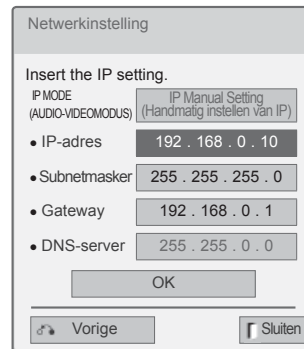 Netwerkinstelling
Insert the IP setting.
IP MODE
(AUDIO-VIDEOMODUS)
IP Manual Setting
(Handmatig instellen van IP)
• IP-adres 192 . 168 . 0 . 10
• Subnetmasker 255 . 255 . 255 . 0
• Gateway 192 . 168 . 0 . 1
• DNS-server 255 . 255 . 0 . 0
OK
Vorige
Sluiten